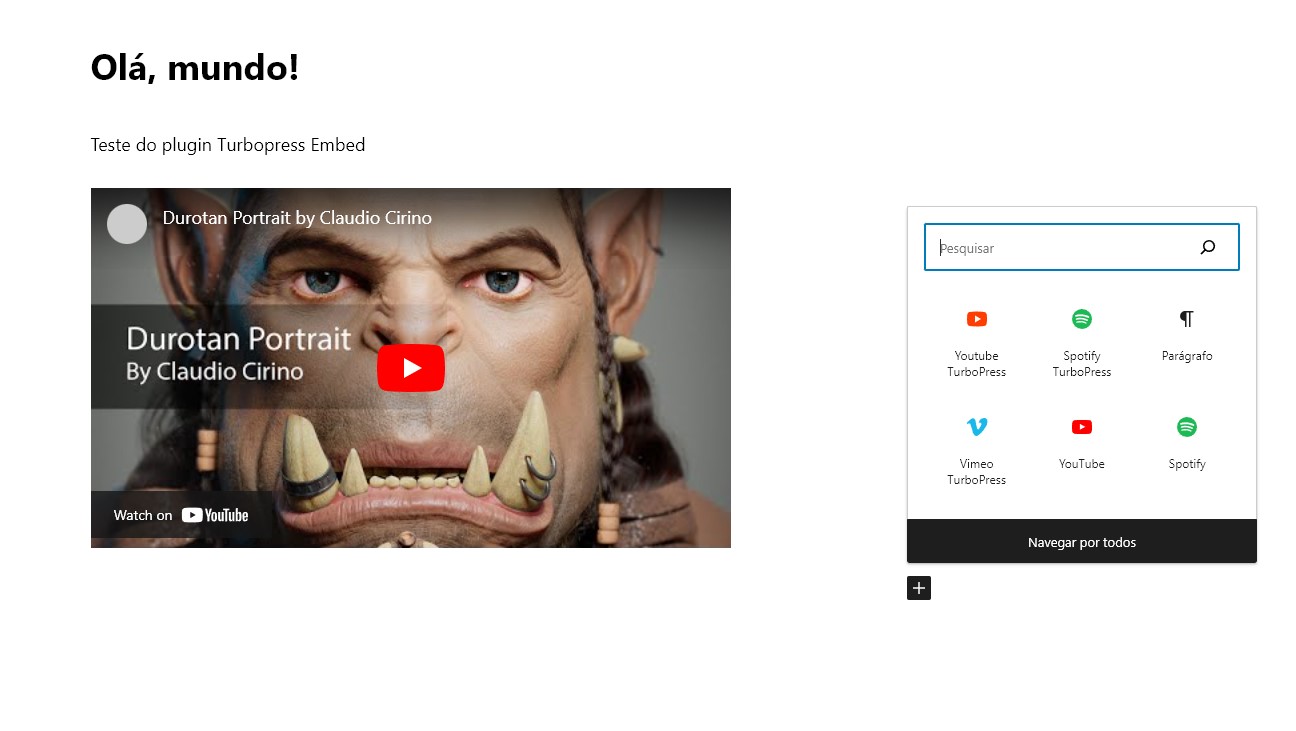 Olá, mundo!
Teste do plugin Turbopress Embed
Durotan Portrait by Claudio Cirino
Durotan Portrait
By Claudio Cirino
Watch on YouTube
Pesquisar
Youtube
TurboPress
Spotify
TurboPress
Parágrafo
Vimeo
TurboPress
YouTube
Spotify
Navegar por todos